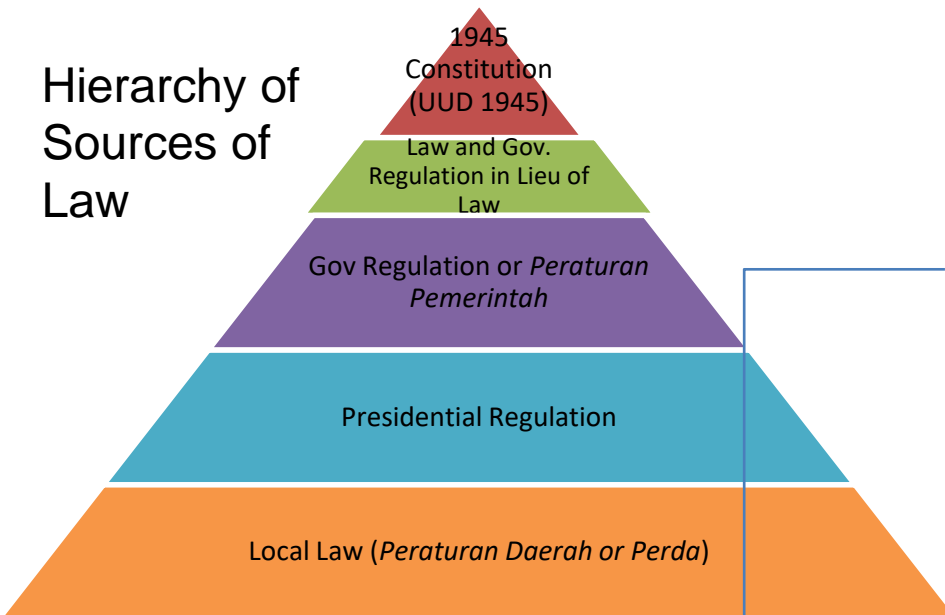 Hierarchy of
Sources of
Law
1945
Constitution
(UUD 1945)
Law and Gov.
Regulation in Lieu of
Law
Gov Regulation or Peraturan
Pemerintah
Presidential Regulation
Local Law (Peraturan Daerah or Perda)